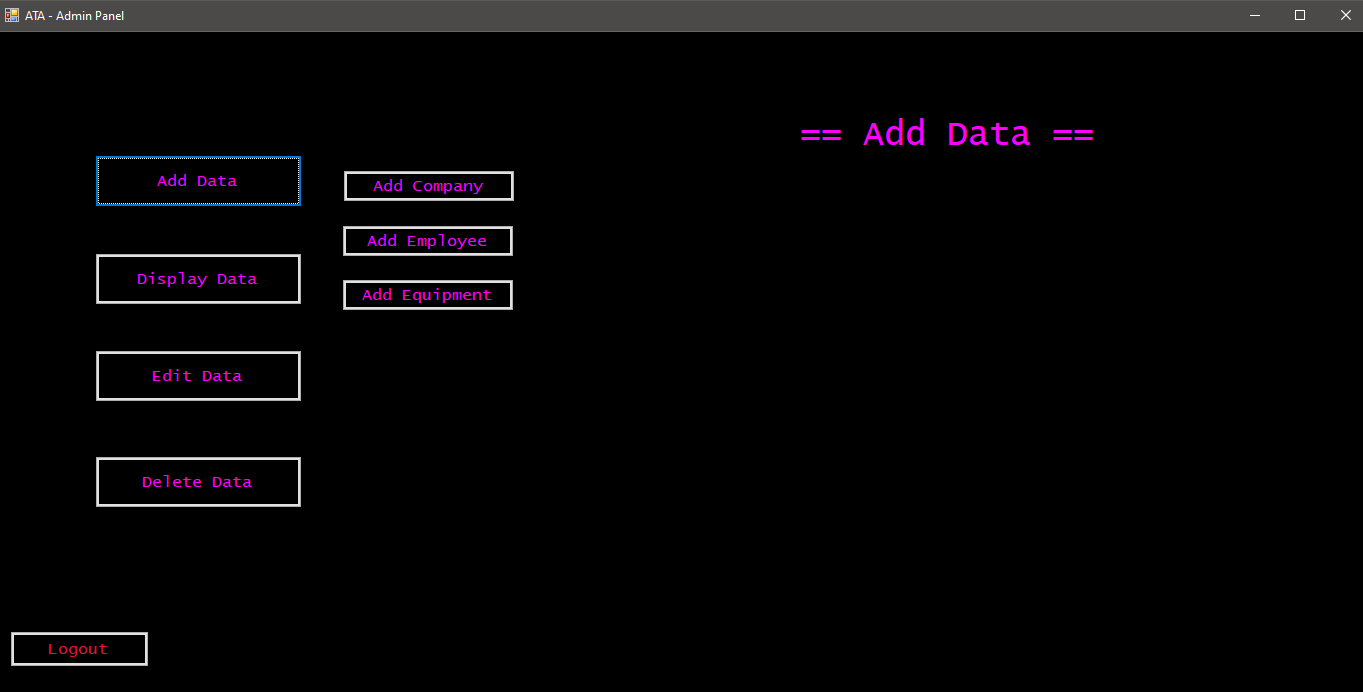 ATA - Admin Panel
== Add Data ==
Add Data
Add Company
Add Employee
Display Data
Add Equipment
Edit Data
Delete Data
Logout